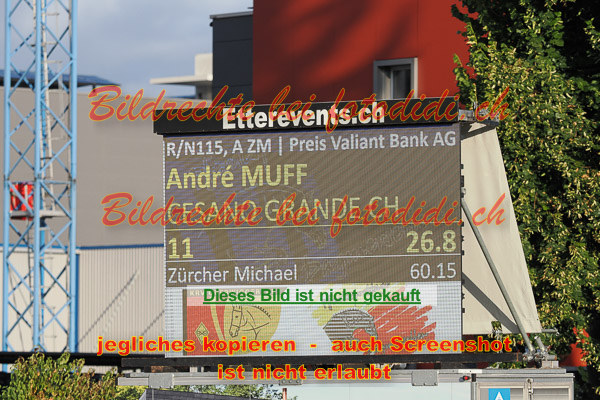 Bildrechte bei fotodidi.ch
Etterevents.ch
R/N115, A ZM | Preis Valiant Bank AG
André MUFF
GESANO GRANDE CH
Bildrechte bei fotodidi.ch
11 26.8
Zürcher Michael 60.15
Dieses Bild ist nicht gekauft
jegliches kopieren - auch Screenshot
ist nicht erlaubt